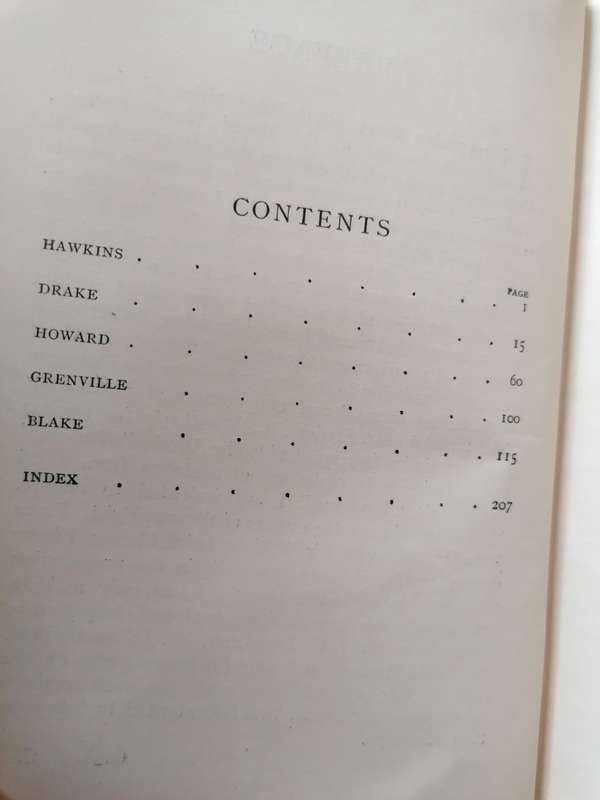 CONTENTS
PAGE
HAWKINS . . . . . . . . 1
DRAKE . . . . . . . . 15
HOWARD . . . . . . . . 60
GRENVILLE . . . . . . . 100
BLAKE . . . . . . . 115
INDEX . . . . . . . . 207